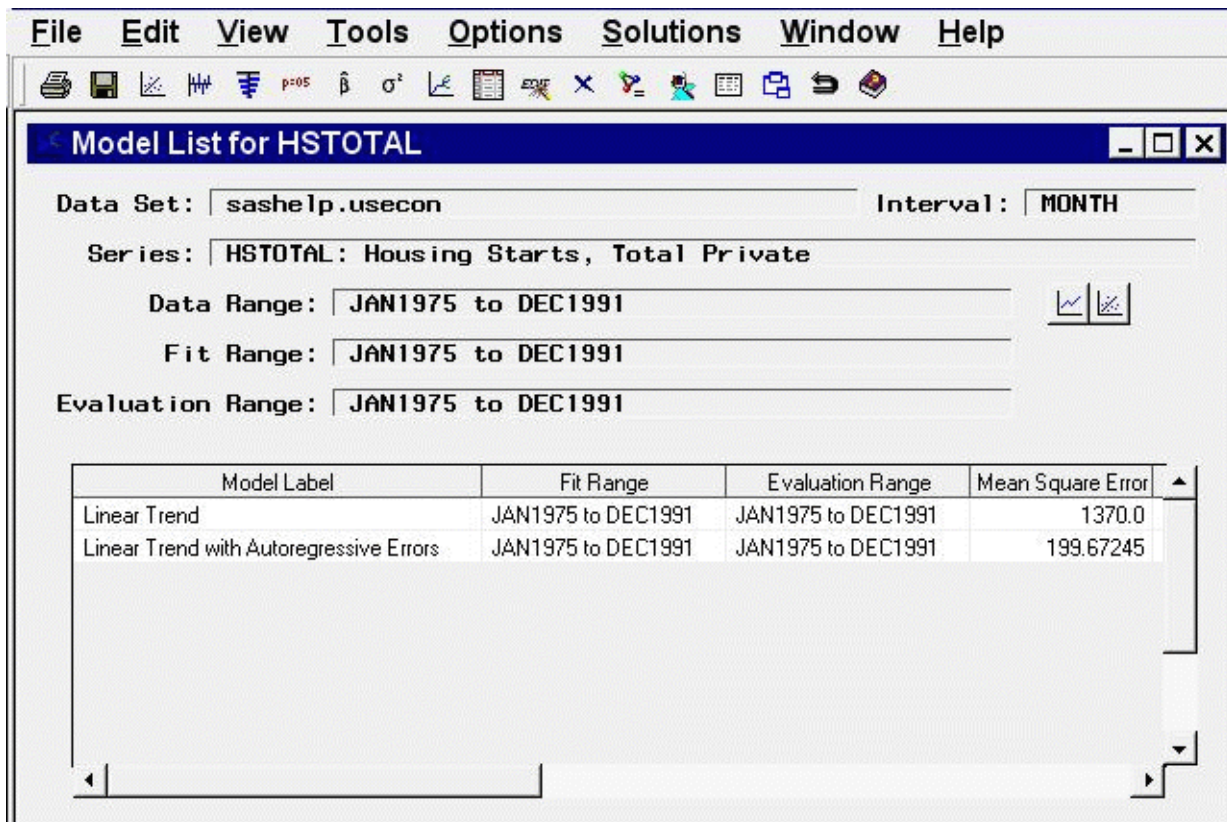 File Edit View Tools Options Solutions Window Help
p=.05 β̂ σ²
Model List for HSTOTAL
Data Set: sashelp.usecon Interval: MONTH
Series: HSTOTAL: Housing Starts, Total Private
Data Range: JAN1975 to DEC1991
Fit Range: JAN1975 to DEC1991
Evaluation Range: JAN1975 to DEC1991
Model Label Fit Range Evaluation Range Mean Square Error
Linear Trend JAN1975 to DEC1991 JAN1975 to DEC1991 1370.0
Linear Trend with Autoregressive Errors JAN1975 to DEC1991 JAN1975 to DEC1991 199.67245